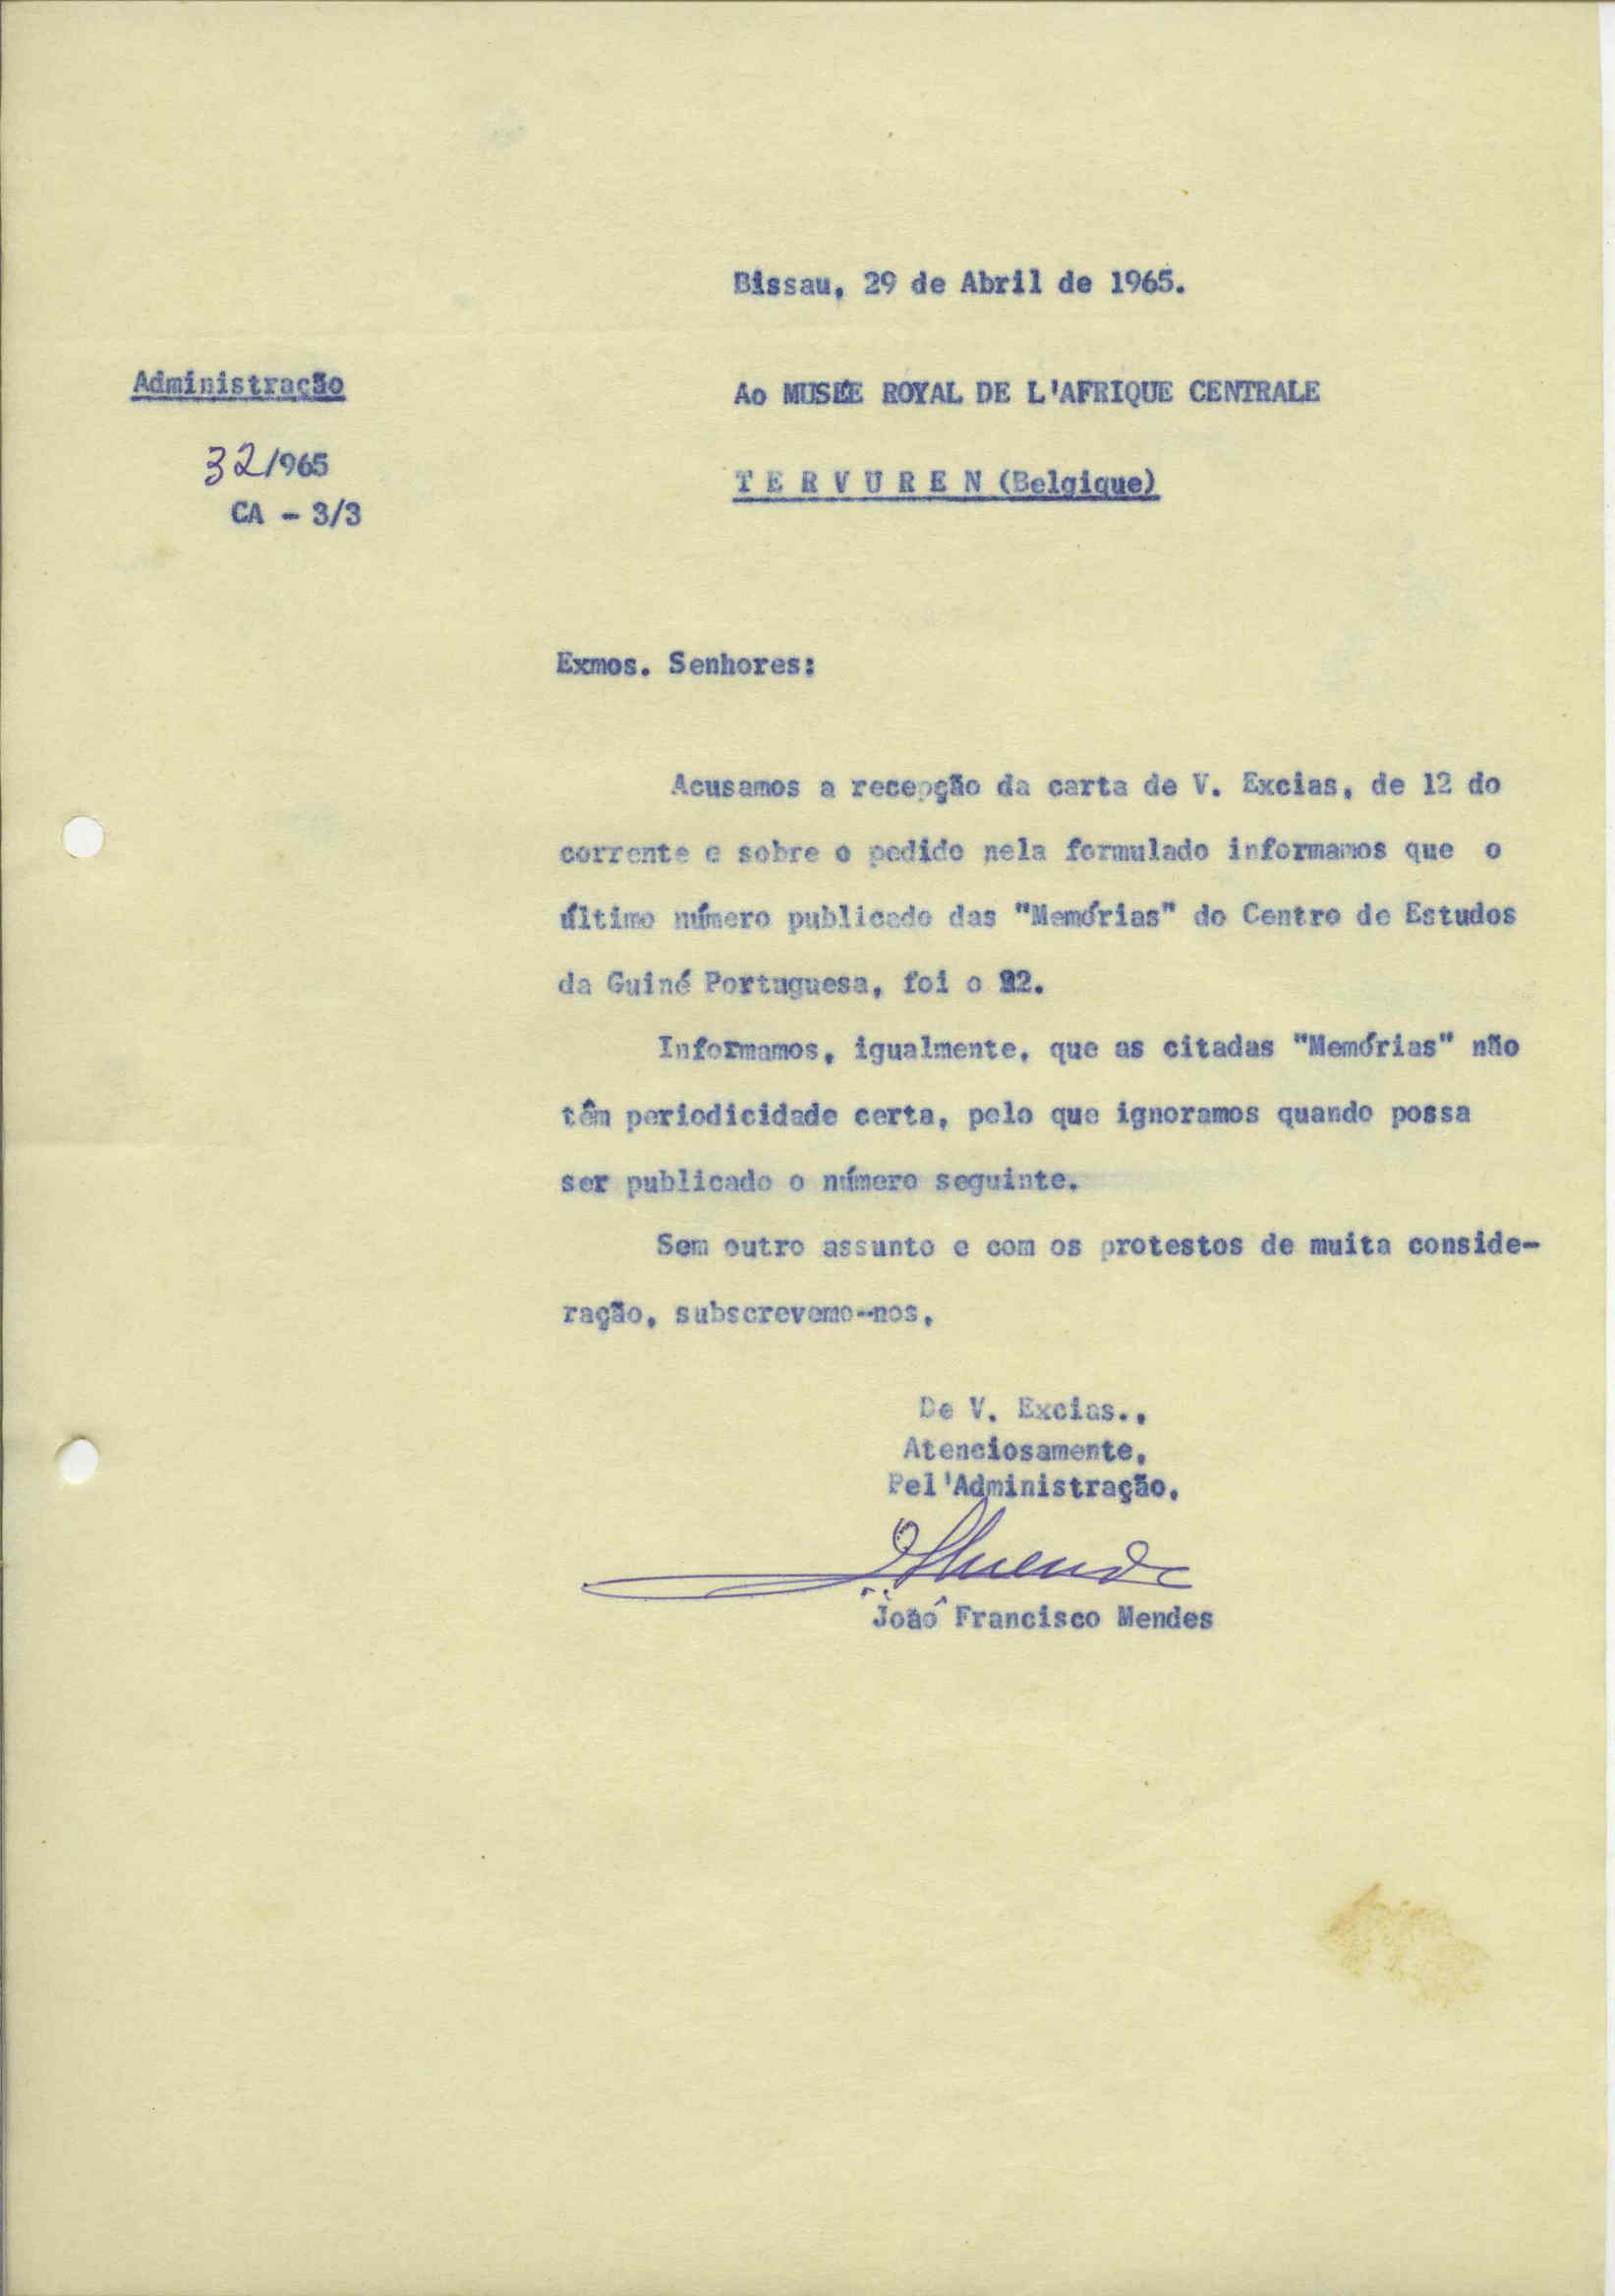 Bissau, 29 de Abril de 1965.
Administração
Ao MUSÉE ROYAL DE L'AFRIQUE CENTRALE
32/965
T E R V U R E N (Belgique)
CA - 3/3
Exmos. Senhores:
Acusamos a recepção da carta de V. Excias, de 12 do
corrente e sobre o pedido nela formulado informamos que o
último número publicado das "Memórias" do Centro de Estudos
da Guiné Portuguesa, foi o 22.
Informamos, igualmente, que as citadas "Memórias" não
têm periodicidade certa, pelo que ignoramos quando possa
ser publicado o número seguinte.
Sem outro assunto e com os protestos de muita conside-
ração, subscrevemo-nos,
De V. Excias.,
Atenciosamente,
Pel'Administração,
João Francisco Mendes